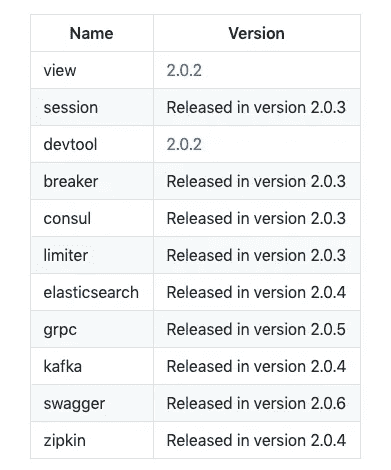 Name Version
view 2.0.2
session Released in version 2.0.3
devtool 2.0.2
breaker Released in version 2.0.3
consul Released in version 2.0.3
limiter Released in version 2.0.3
elasticsearch Released in version 2.0.4
grpc Released in version 2.0.5
kafka Released in version 2.0.4
swagger Released in version 2.0.6
zipkin Released in version 2.0.4